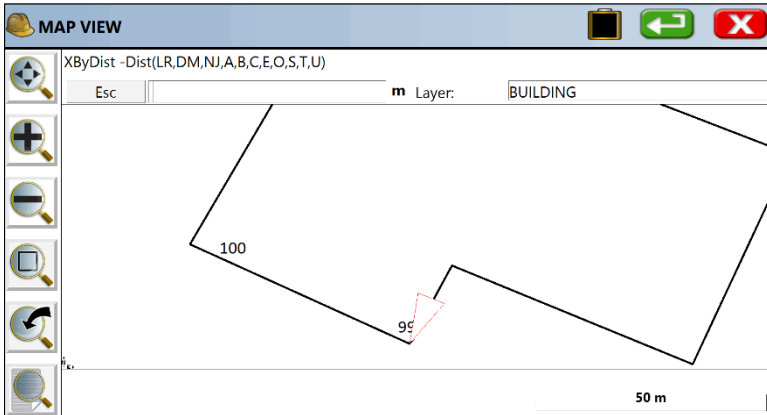 MAP VIEW
XByDist -Dist(LR,DM,NJ,A,B,C,E,O,S,T,U)
Esc m Layer: BUILDING
100
99
50 m